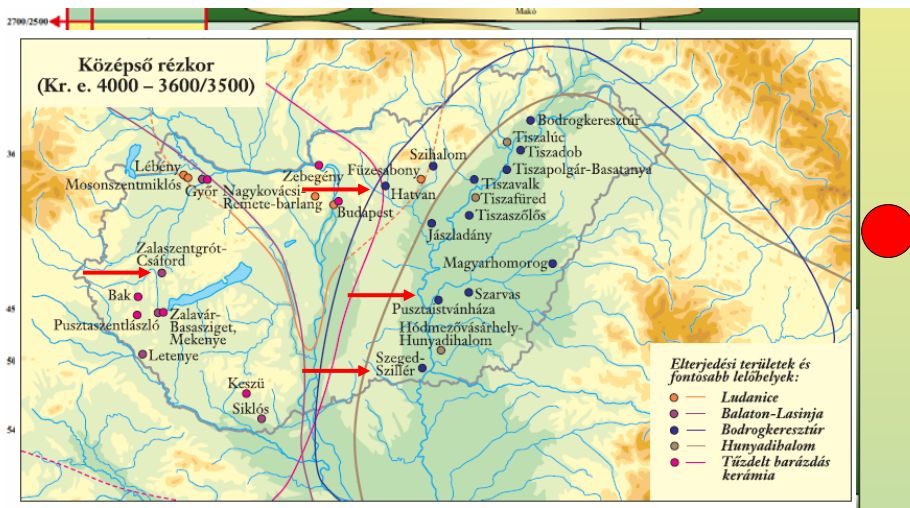 2700/2500
Makó
Középső rézkor
(Kr. e. 4000 – 3600/3500)
36
45
50
54
Bodrogkeresztúr
Tiszalúc
Tiszadob
Szihalom
Tiszapolgár-Basatanya
Füzesabony
Zebegény
Lébény
Mosonszentmiklós
Győr
Nagykovácsi-
Remete-barlang
Hatvan
Tiszavalk
Tiszafüred
Budapest
Tiszaszőlős
Jászladány
Zalaszentgrót-
Csáford
Magyarhomorog
Bak
Szarvas
Pusztaistvánháza
Pusztaszentlászló
Zalavár-
Basasziget,
Mekenye
Hódmezővásárhely-
Hunyadihalom
Letenye
Szeged-
Szillér
Keszü
Siklós
Elterjedési területek és
fontosabb lelőhelyek:
Ludanice
Balaton-Lasinja
Bodrogkeresztúr
Hunyadihalom
Tűzdelt barázdás
kerámia